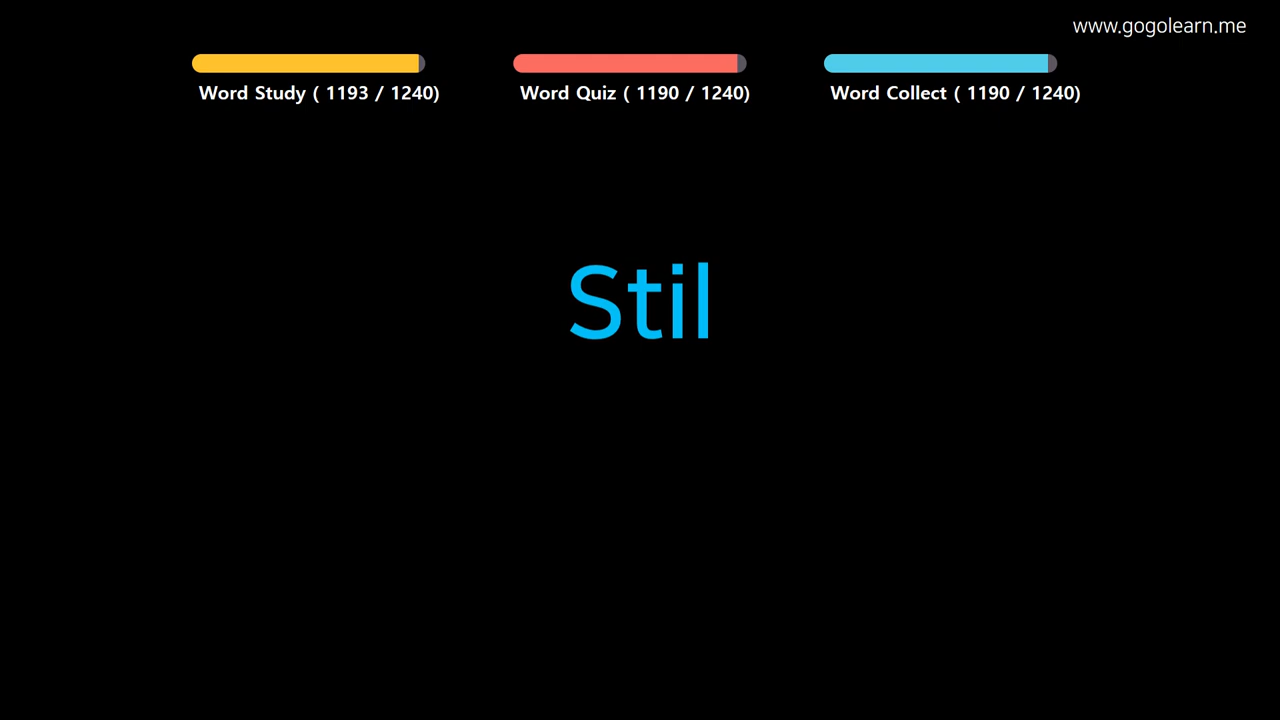 www.gogolearn.me
Word Study ( 1193 / 1240)
Word Quiz ( 1190 / 1240)
Word Collect ( 1190 / 1240)
Stil